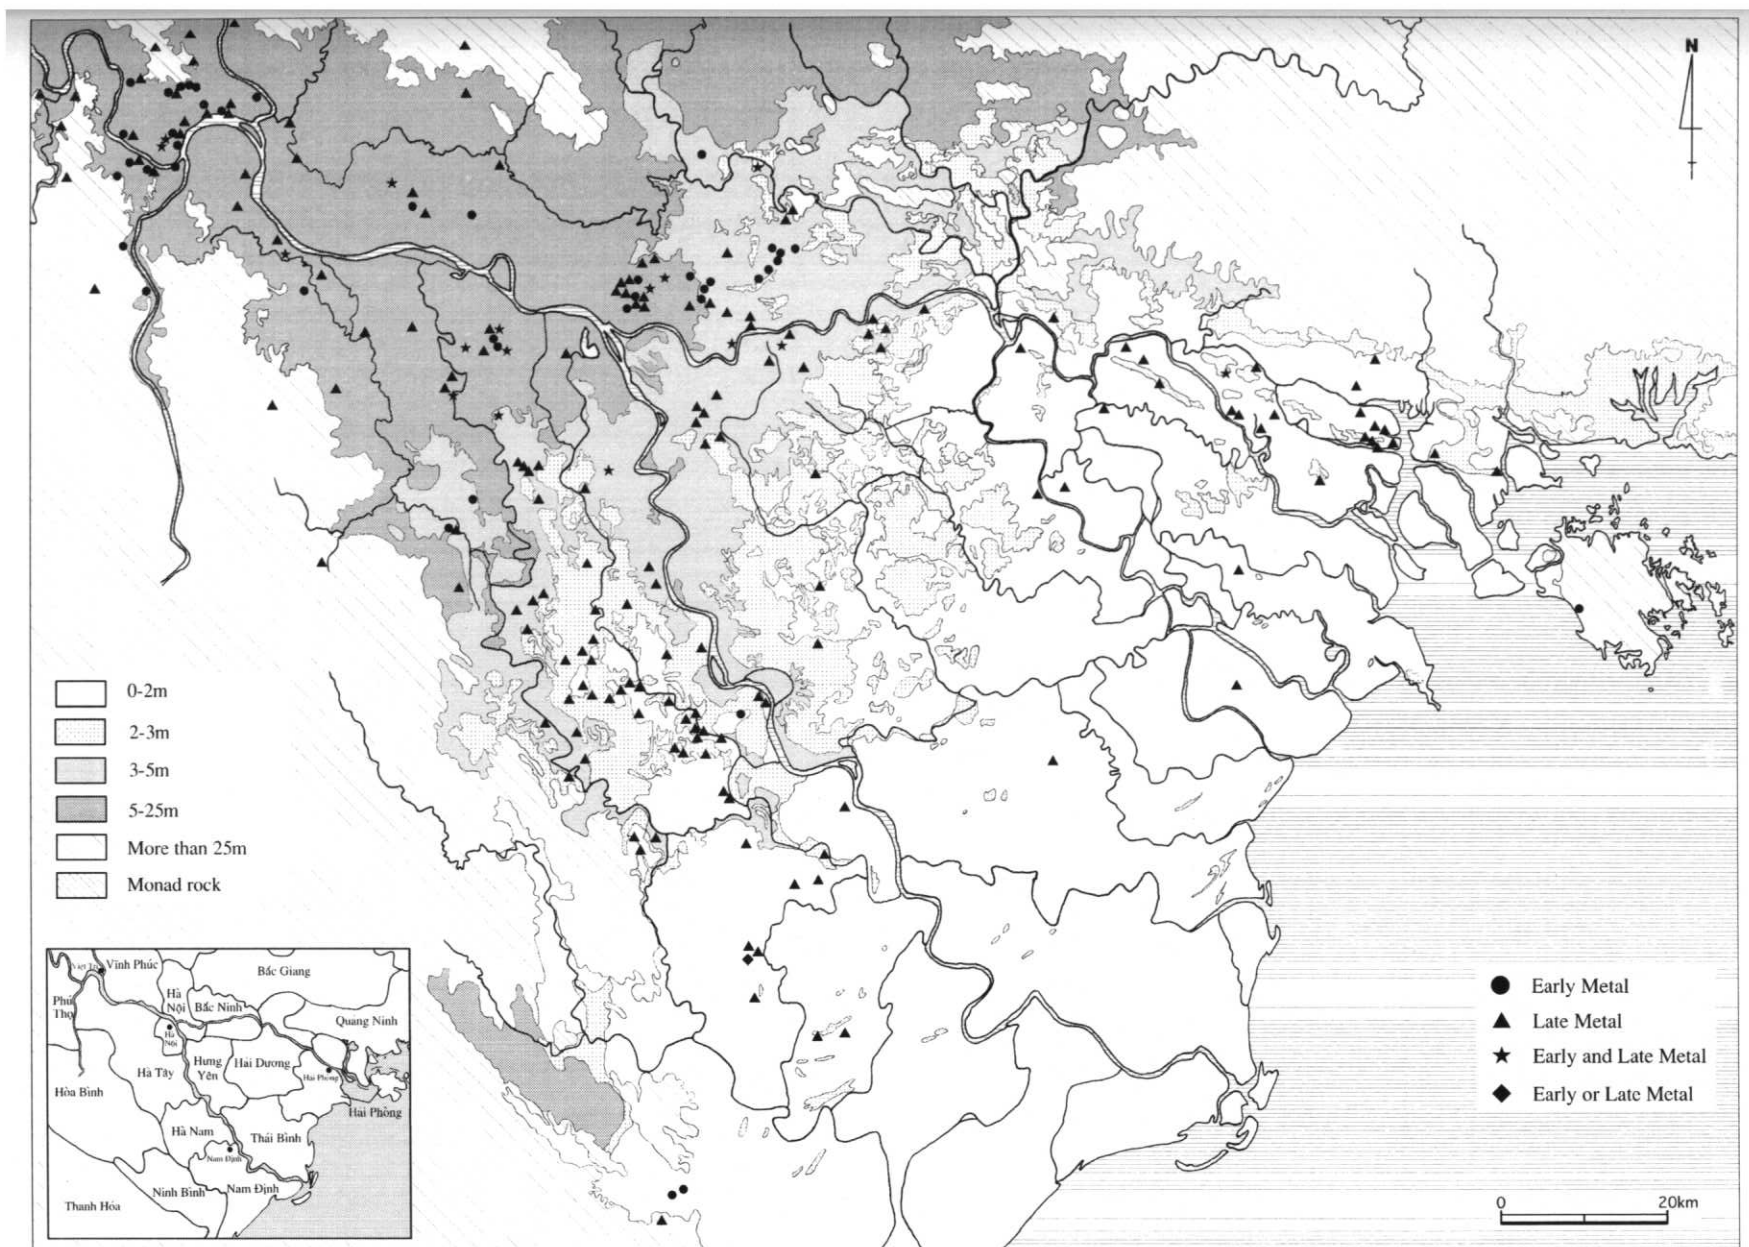 N
0-2m
2-3m
3-5m
5-25m
More than 25m
Monad rock
Early Metal
Late Metal
Early and Late Metal
Early or Late Metal
0 20km
Vĩnh Phúc
Bắc Giang
Phú
Thọ
Hà
Nội
Bắc Ninh
Quảng Ninh
Hà
Nội
Hà Tây
Hưng
Yên
Hải Dương
Hải Phòng
Hòa Bình
Hải Phòng
Hà Nam
Thái Bình
Nam Định
Ninh Bình
Nam Định
Thanh Hóa